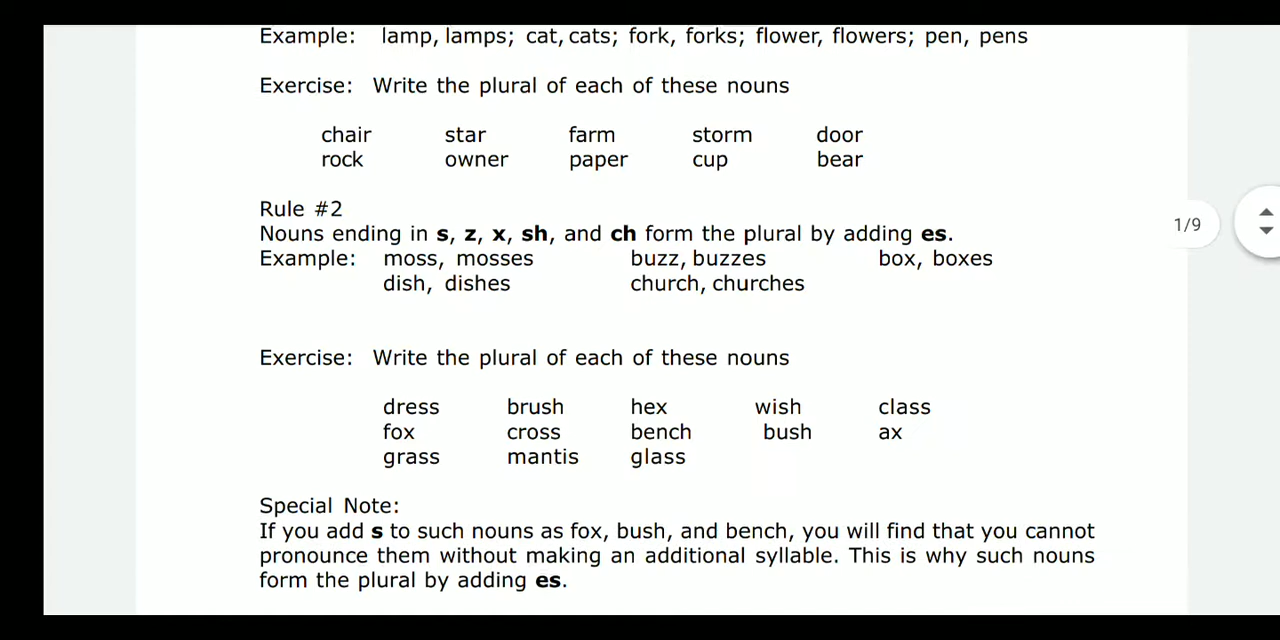 Example: lamp, lamps; cat, cats; fork, forks; flower, flowers; pen, pens
Exercise: Write the plural of each of these nouns
chair star farm storm door
rock owner paper cup bear
Rule #2
Nouns ending in s, z, x, sh, and ch form the plural by adding es.
1/9
Example: moss, mosses buzz, buzzes box, boxes
dish, dishes church, churches
Exercise: Write the plural of each of these nouns
dress brush hex wish class
fox cross bench bush ax
grass mantis glass
Special Note:
If you add s to such nouns as fox, bush, and bench, you will find that you cannot
pronounce them without making an additional syllable. This is why such nouns
form the plural by adding es.